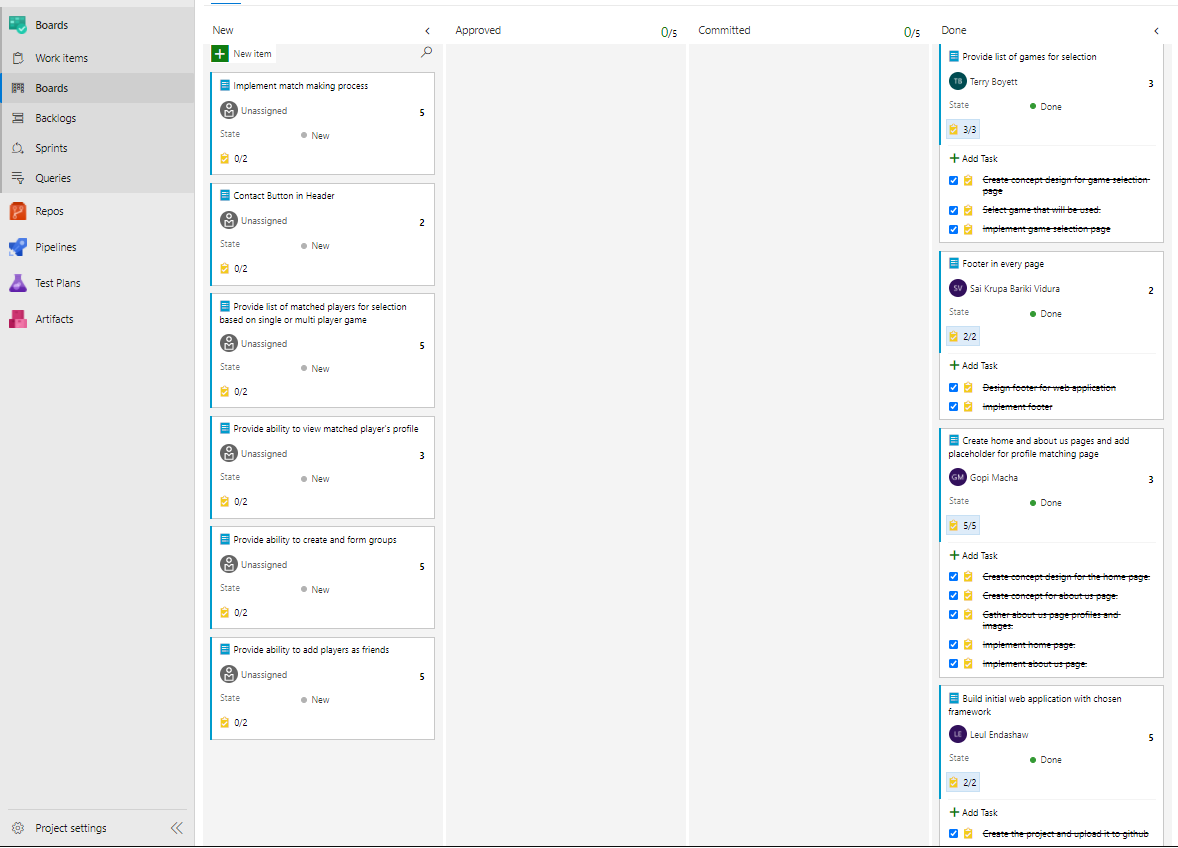 Boards
Work items
Boards
Backlogs
Sprints
Queries
Repos
Pipelines
Test Plans
Artifacts
Project settings
New
New item
Implement match making process
Unassigned
5
State
New
0/2
Contact Button in Header
Unassigned
2
State
New
0/2
Provide list of matched players for selection
based on single or multi player game
Unassigned
5
State
New
0/2
Provide ability to view matched player's profile
Unassigned
3
State
New
0/2
Provide ability to create and form groups
Unassigned
5
State
New
0/2
Provide ability to add players as friends
Unassigned
5
State
New
0/2
Approved
0/5
Committed
0/5
Done
Provide list of games for selection
TB
Terry Boyett
3
State
Done
3/3
Add Task
Create concept design for game selection
page
Select game that will be used.
Implement game selection page
Footer in every page
SV
Sai Krupa Bariki Vidura
2
State
Done
2/2
Add Task
Design footer for web application
Implement footer
Create home and about us pages and add
placeholder for profile matching page
GM
Gopi Macha
3
State
Done
5/5
Add Task
Create concept design for the home page.
Create concept for about us page.
Gather about us page profiles and
images.
Implement home page.
Implement about us page.
Build initial web application with chosen
framework
LE
Leul Endashaw
5
State
Done
2/2
Add Task
Create the project and upload it to github